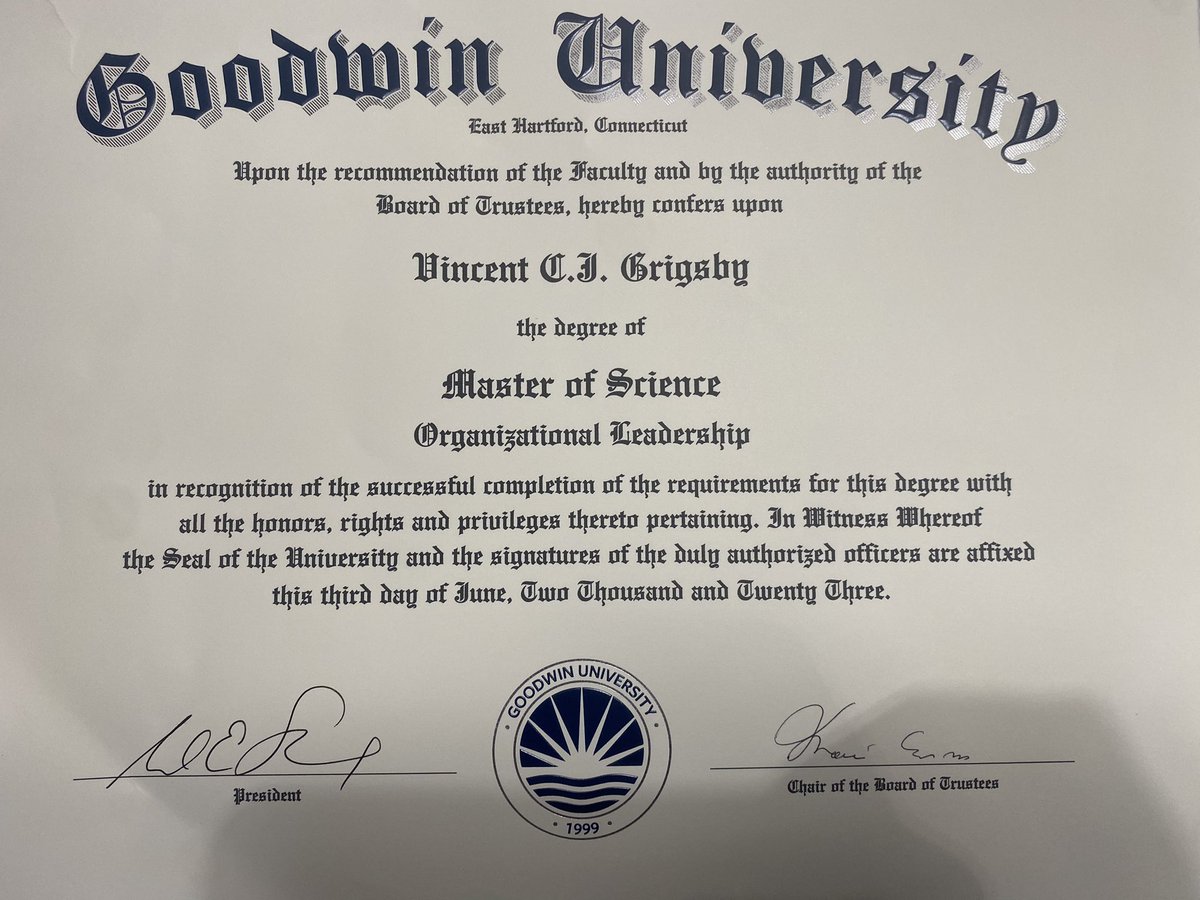 Goodwin University
East Hartford, Connecticut
Upon the recommendation of the Faculty and by the authority of the
Board of Trustees, hereby confers upon
Vincent C.J. Grigsby
the degree of
Master of Science
Organizational Leadership
in recognition of the successful completion of the requirements for this degree with
all the honors, rights and privileges thereto pertaining. In Witness Whereof
the Seal of the University and the signatures of the duly authorized officers are affixed
this third day of June, Two Thousand and Twenty Three.
President
GOODWIN UNIVERSITY
1999
Chair of the Board of Trustees